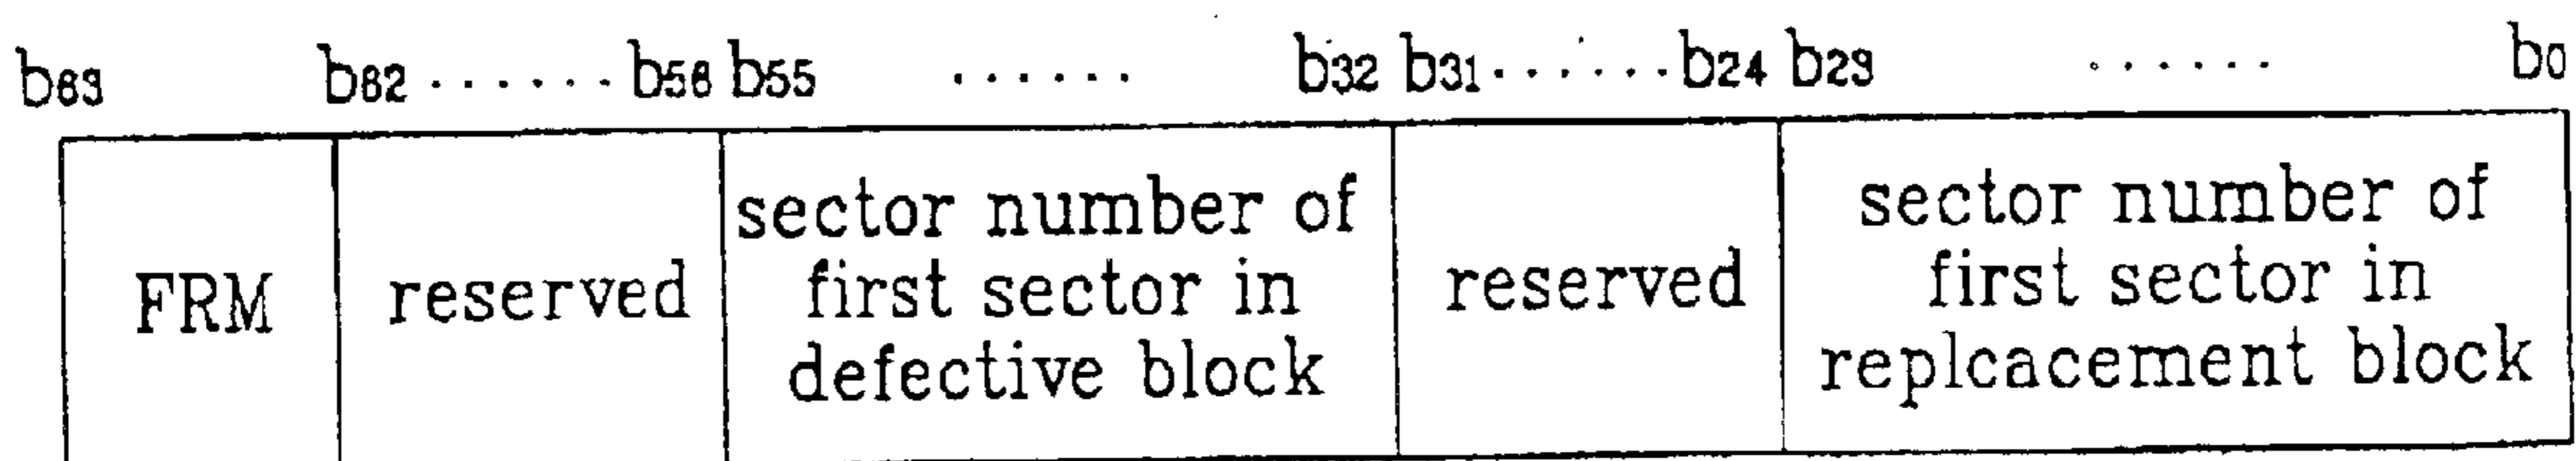 b63 b62 ...... b56 b55 ...... b32 b31 ...... b24 b23 ...... b0
FRM
reserved
sector number of
first sector in
defective block
reserved
sector number of
first sector in
replcacement block